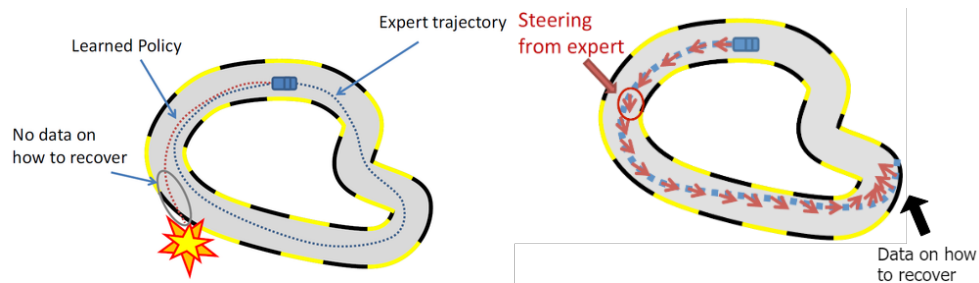 Learned Policy
Expert trajectory
No data on
how to recover
Steering
from expert
Data on how
to recover